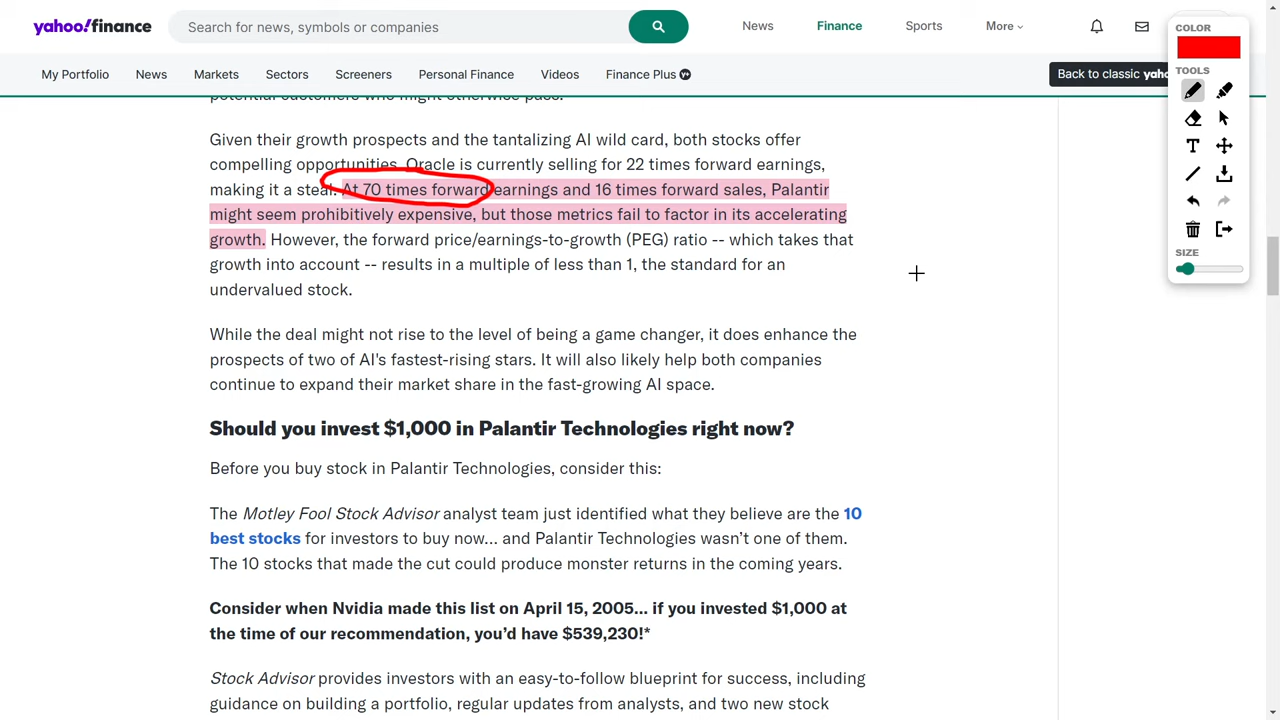 yahoo!finance
Search for news, symbols or companies
News
Finance
Sports
More
My Portfolio
News
Markets
Sectors
Screeners
Personal Finance
Videos
Finance Plus
Back to classic yaho
COLOR
TOOLS
T
SIZE
potential customers who might otherwise pass.
Given their growth prospects and the tantalizing AI wild card, both stocks offer
compelling opportunities. Oracle is currently selling for 22 times forward earnings,
making it a steal. At 70 times forward earnings and 16 times forward sales, Palantir
might seem prohibitively expensive, but those metrics fail to factor in its accelerating
growth. However, the forward price/earnings-to-growth (PEG) ratio -- which takes that
growth into account -- results in a multiple of less than 1, the standard for an
undervalued stock.
While the deal might not rise to the level of being a game changer, it does enhance the
prospects of two of AI's fastest-rising stars. It will also likely help both companies
continue to expand their market share in the fast-growing AI space.
Should you invest $1,000 in Palantir Technologies right now?
Before you buy stock in Palantir Technologies, consider this:
The Motley Fool Stock Advisor analyst team just identified what they believe are the 10
best stocks for investors to buy now… and Palantir Technologies wasn't one of them.
The 10 stocks that made the cut could produce monster returns in the coming years.
Consider when Nvidia made this list on April 15, 2005... if you invested $1,000 at
the time of our recommendation, you'd have $539,230!*
Stock Advisor provides investors with an easy-to-follow blueprint for success, including
guidance on building a portfolio, regular updates from analysts, and two new stock